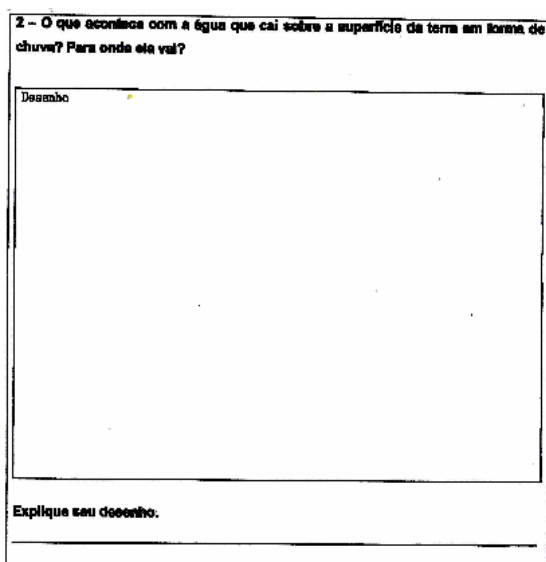 2 – O que acontece com a água que cai sobre a superfície da terra em forma de
chuva? Para onde ela vai?
Desenho
Explique seu desenho.